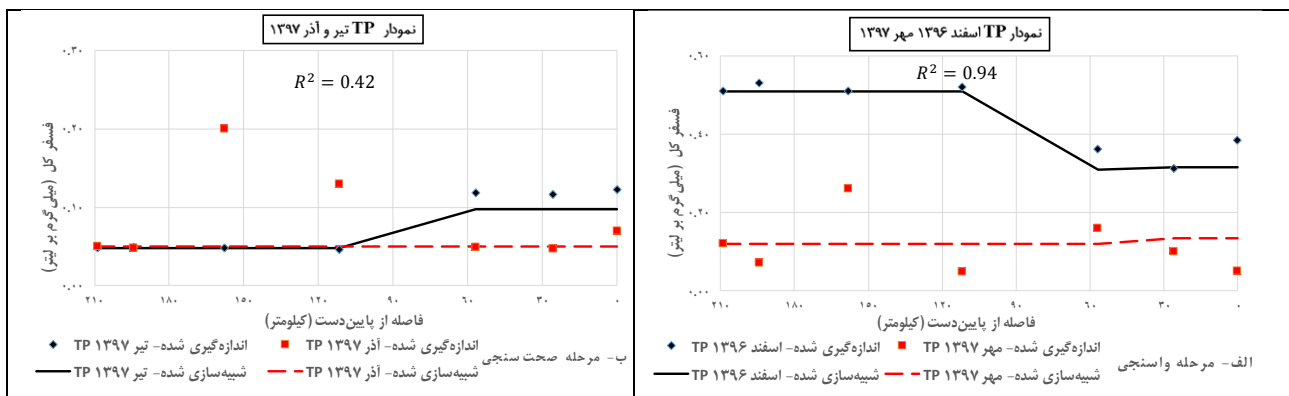 نمودار TP اسفند ۱۳۹۶ مهر ۱۳۹۷
R² = 0.94
فسفر کل (میلی‌گرم بر لیتر)
۰.۶۰
۰.۴۰
۰.۲۰
۰.۰۰
۲۱۰ ۱۸۰ ۱۵۰ ۱۲۰ ۹۰ ۶۰ ۳۰ ۰
فاصله از پایین‌دست (کیلومتر)
اندازه‌گیری شده- اسفند ۱۳۹۶ TP
اندازه‌گیری شده- مهر ۱۳۹۷ TP
شبیه‌سازی شده- اسفند ۱۳۹۶ TP
شبیه‌سازی شده- مهر ۱۳۹۷ TP
الف- مرحله واسنجی
نمودار TP تیر و آذر ۱۳۹۷
R² = 0.42
فسفر کل (میلی‌گرم بر لیتر)
۰.۳۰
۰.۲۰
۰.۱۰
۰.۰۰
۲۱۰ ۱۸۰ ۱۵۰ ۱۲۰ ۹۰ ۶۰ ۳۰ ۰
فاصله از پایین‌دست (کیلومتر)
اندازه‌گیری شده- تیر ۱۳۹۷ TP
اندازه‌گیری شده- آذر ۱۳۹۷ TP
شبیه‌سازی شده- تیر ۱۳۹۷ TP
شبیه‌سازی شده- آذر ۱۳۹۷ TP
ب- مرحله صحت سنجی